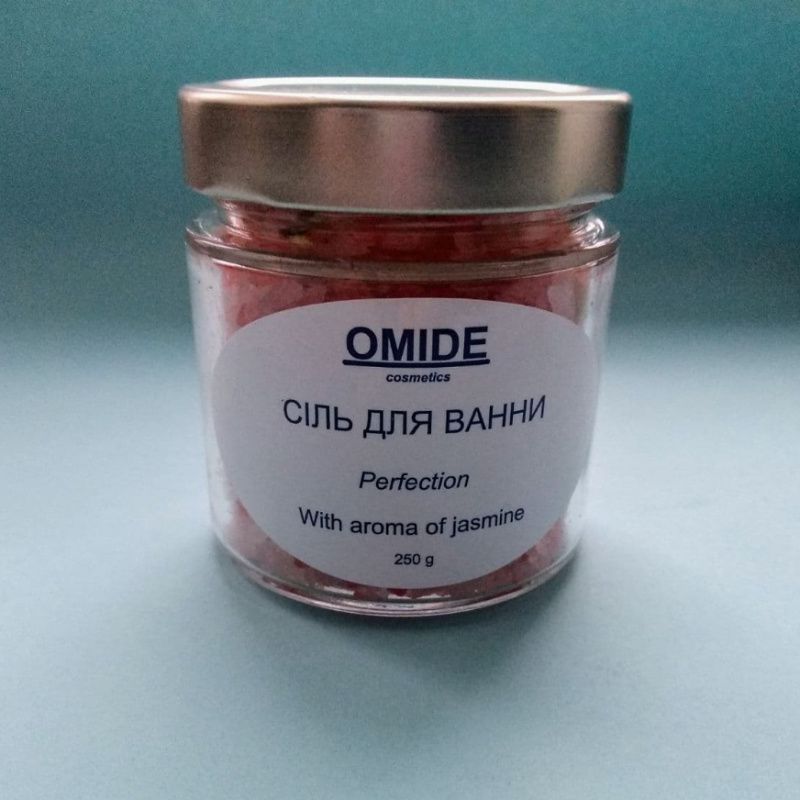 OMIDE
cosmetics
СІЛЬ ДЛЯ ВАННИ
Perfection
With aroma of jasmine
250 g